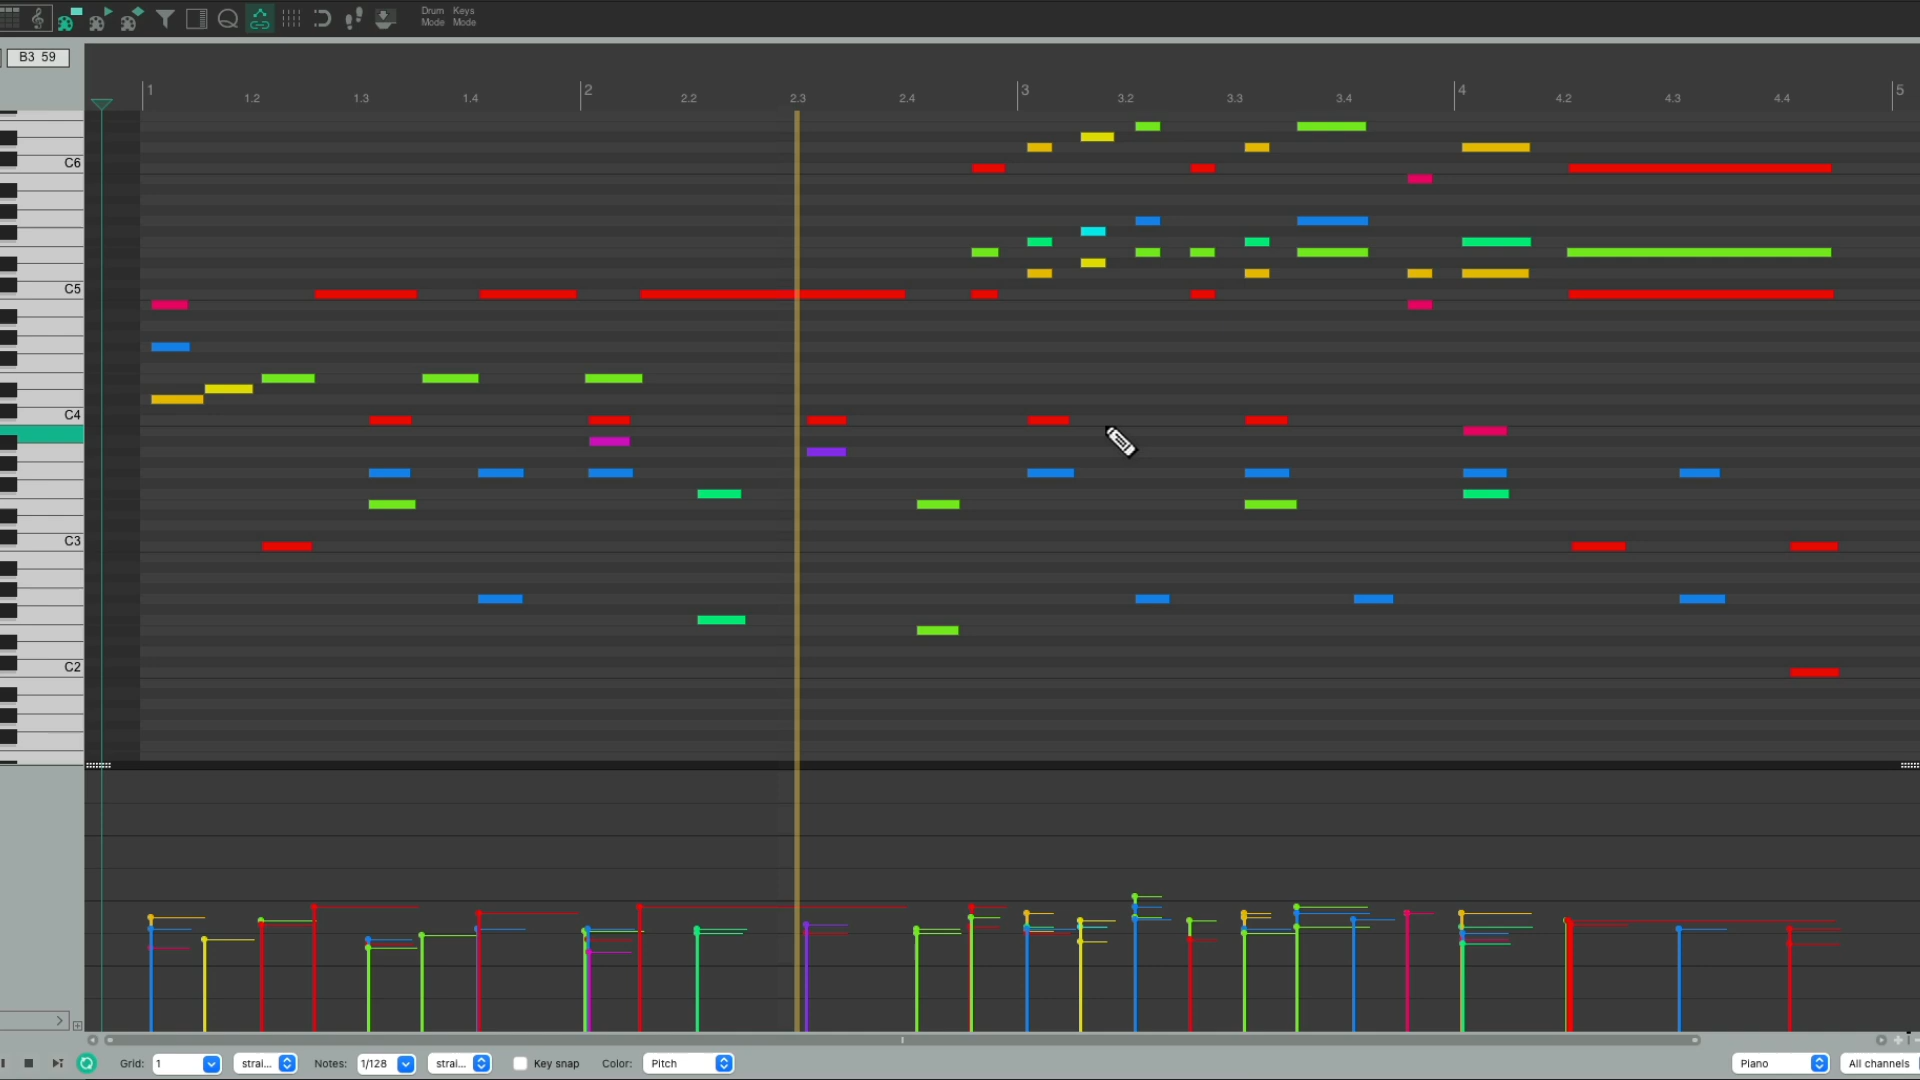 Drum Keys
Mode Mode
B3 59
1 2 3 4 5
1.2 1.3 1.4 2.2 2.3 2.4 3.2 3.3 3.4 4.2 4.3 4.4
C6
C5
C4
C3
C2
Grid: 1 strai... Notes: 1/128 strai... Key snap Color: Pitch Piano All channels